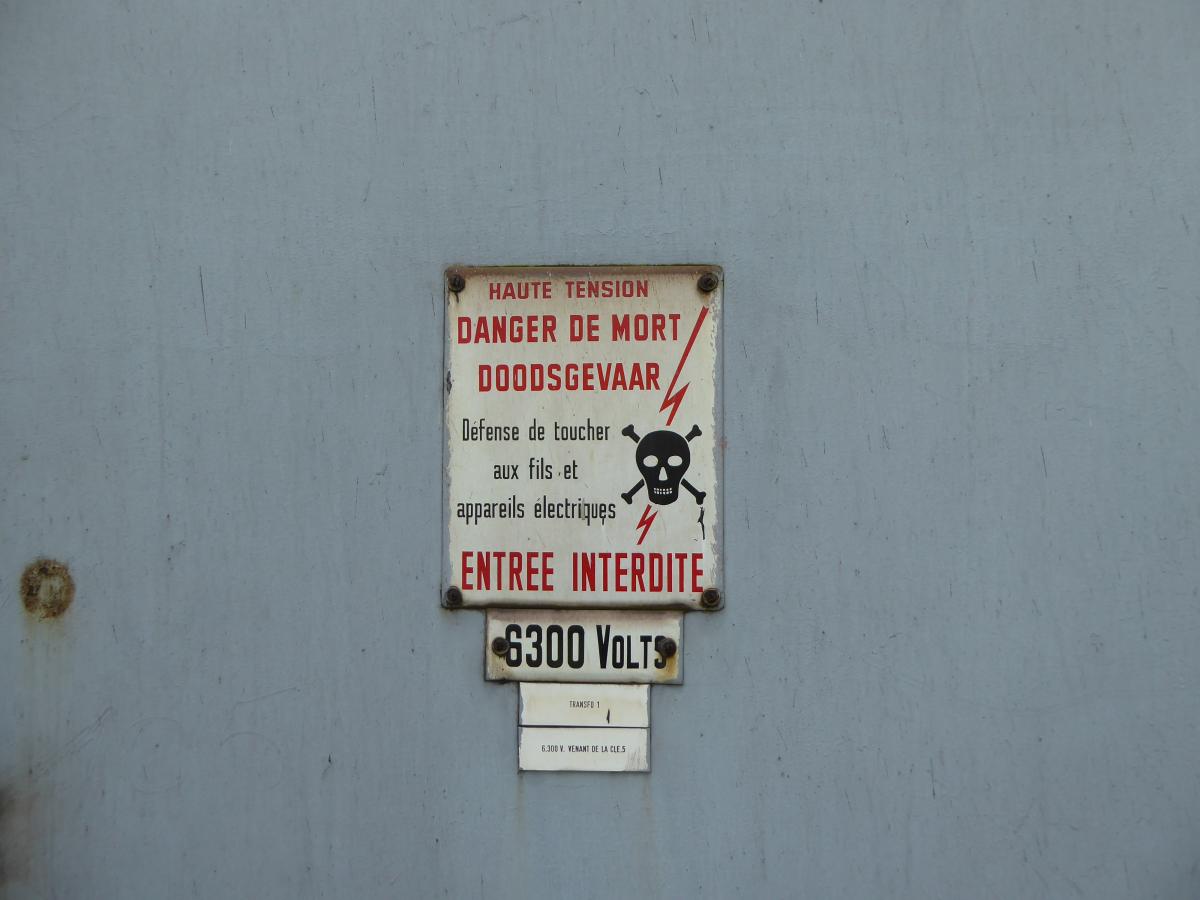 HAUTE TENSION
DANGER DE MORT
DOODSGEVAAR
Défense de toucher
aux fils et
appareils électriques
ENTREE INTERDITE
6300 VOLTS
TRANSFO 1
6.300 V. VENANT DE LA CLE.5